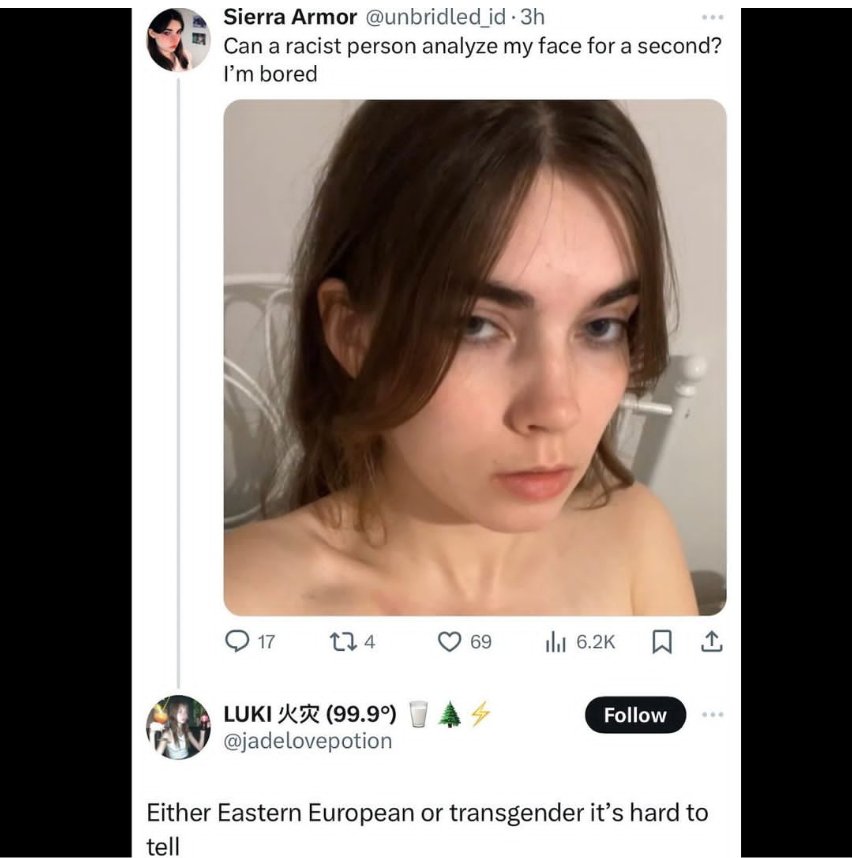 Sierra Armor @unbridled_id · 3h
Can a racist person analyze my face for a second?
I’m bored
17 4 69 6.2K
LUKI 火灾 (99.9°) 🥛🌲⚡
Follow
@jadelovepotion
Either Eastern European or transgender it’s hard to
tell